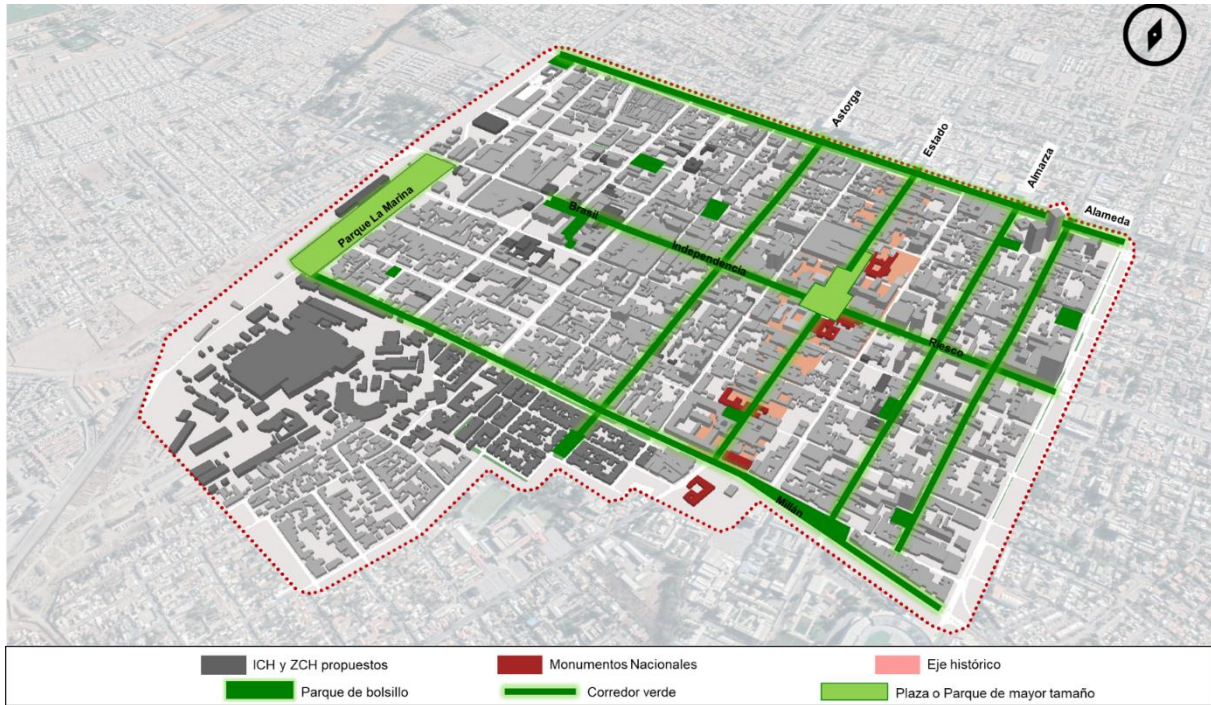 Astorga
Estado
Almarza
Alameda
Parque La Marina
Brasil
Independencia
Riesco
Millán
ICH y ZCH propuestos
Monumentos Nacionales
Eje histórico
Parque de bolsillo
Corredor verde
Plaza o Parque de mayor tamaño